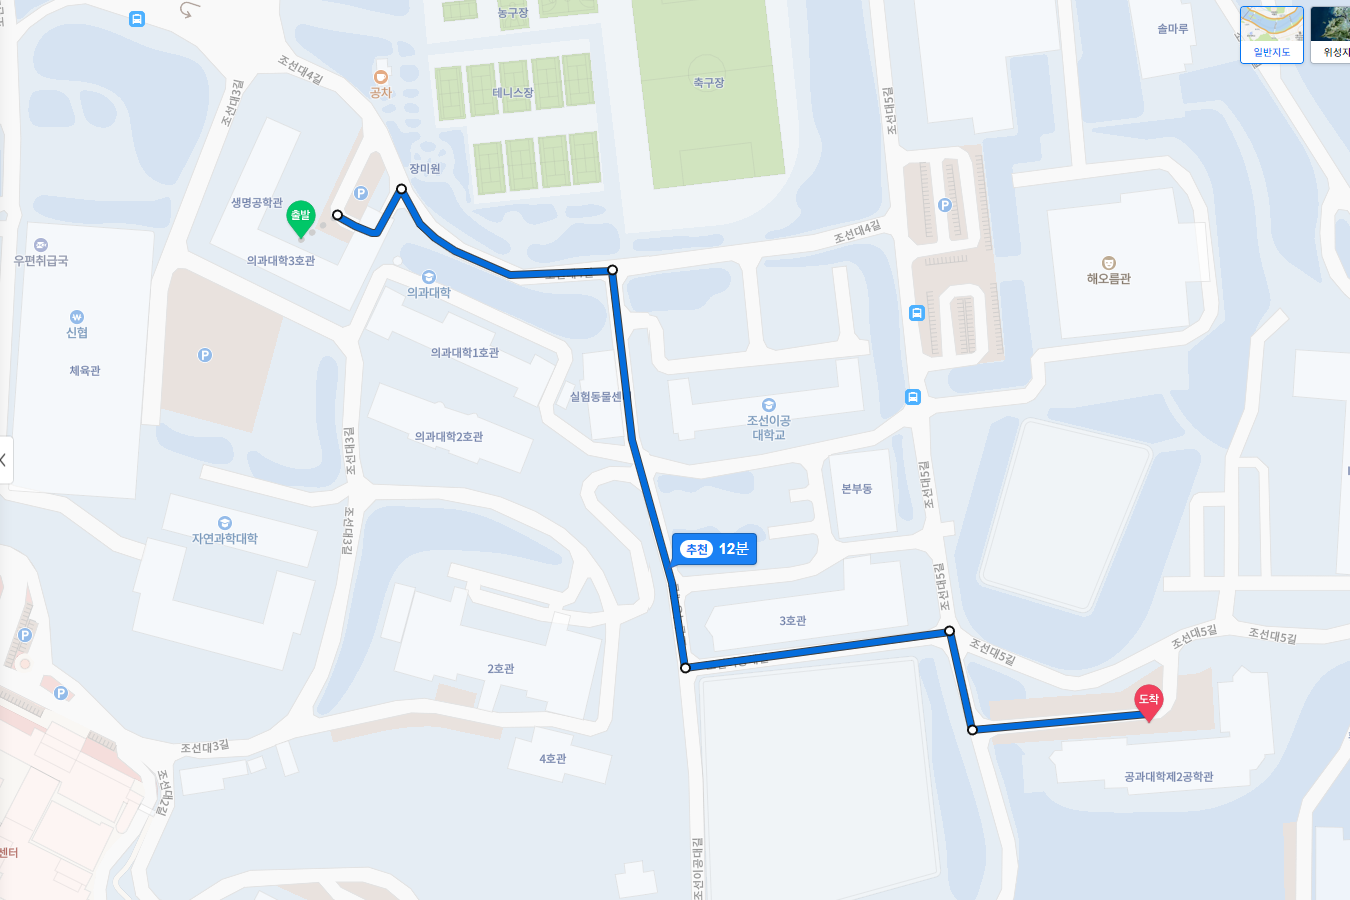 농구장
솔마루
일반지도
위성지
조선대4길
공차
테니스장
축구장
조선대3길
조선대5길
장미원
P
생명공학관
출발
P
조선대4길
우편취급국
의과대학3호관
의과대학
해오름관
신협
P
의과대학1호관
체육관
실험동물센
조선이공
대학교
의과대학2호관
조선대3길
조선대5길
본부동
자연과학대학
조선대3길
추천 12분
조선대5길
3호관
P
조선대5길
조선대5길
조선대5길
2호관
P
도착
조선대3길
4호관
조선대2길
공과대학제2공학관
센터
조선이공대길